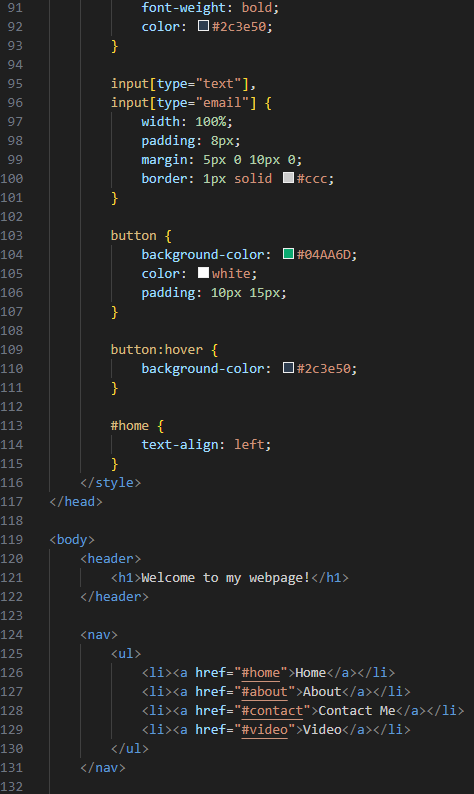 91 font-weight: bold;
92 color: #2c3e50;
93 }
94
95 input[type="text"],
96 input[type="email"] {
97 width: 100%;
98 padding: 8px;
99 margin: 5px 0 10px 0;
100 border: 1px solid #ccc;
101 }
102
103 button {
104 background-color: #04AA6D;
105 color: white;
106 padding: 10px 15px;
107 }
108
109 button:hover {
110 background-color: #2c3e50;
111 }
112
113 #home {
114 text-align: left;
115 }
116 </style>
117 </head>
118
119 <body>
120 <header>
121 <h1>Welcome to my webpage!</h1>
122 </header>
123
124 <nav>
125 <ul>
126 <li><a href="#home">Home</a></li>
127 <li><a href="#about">About</a></li>
128 <li><a href="#contact">Contact Me</a></li>
129 <li><a href="#video">Video</a></li>
130 </ul>
131 </nav>
132